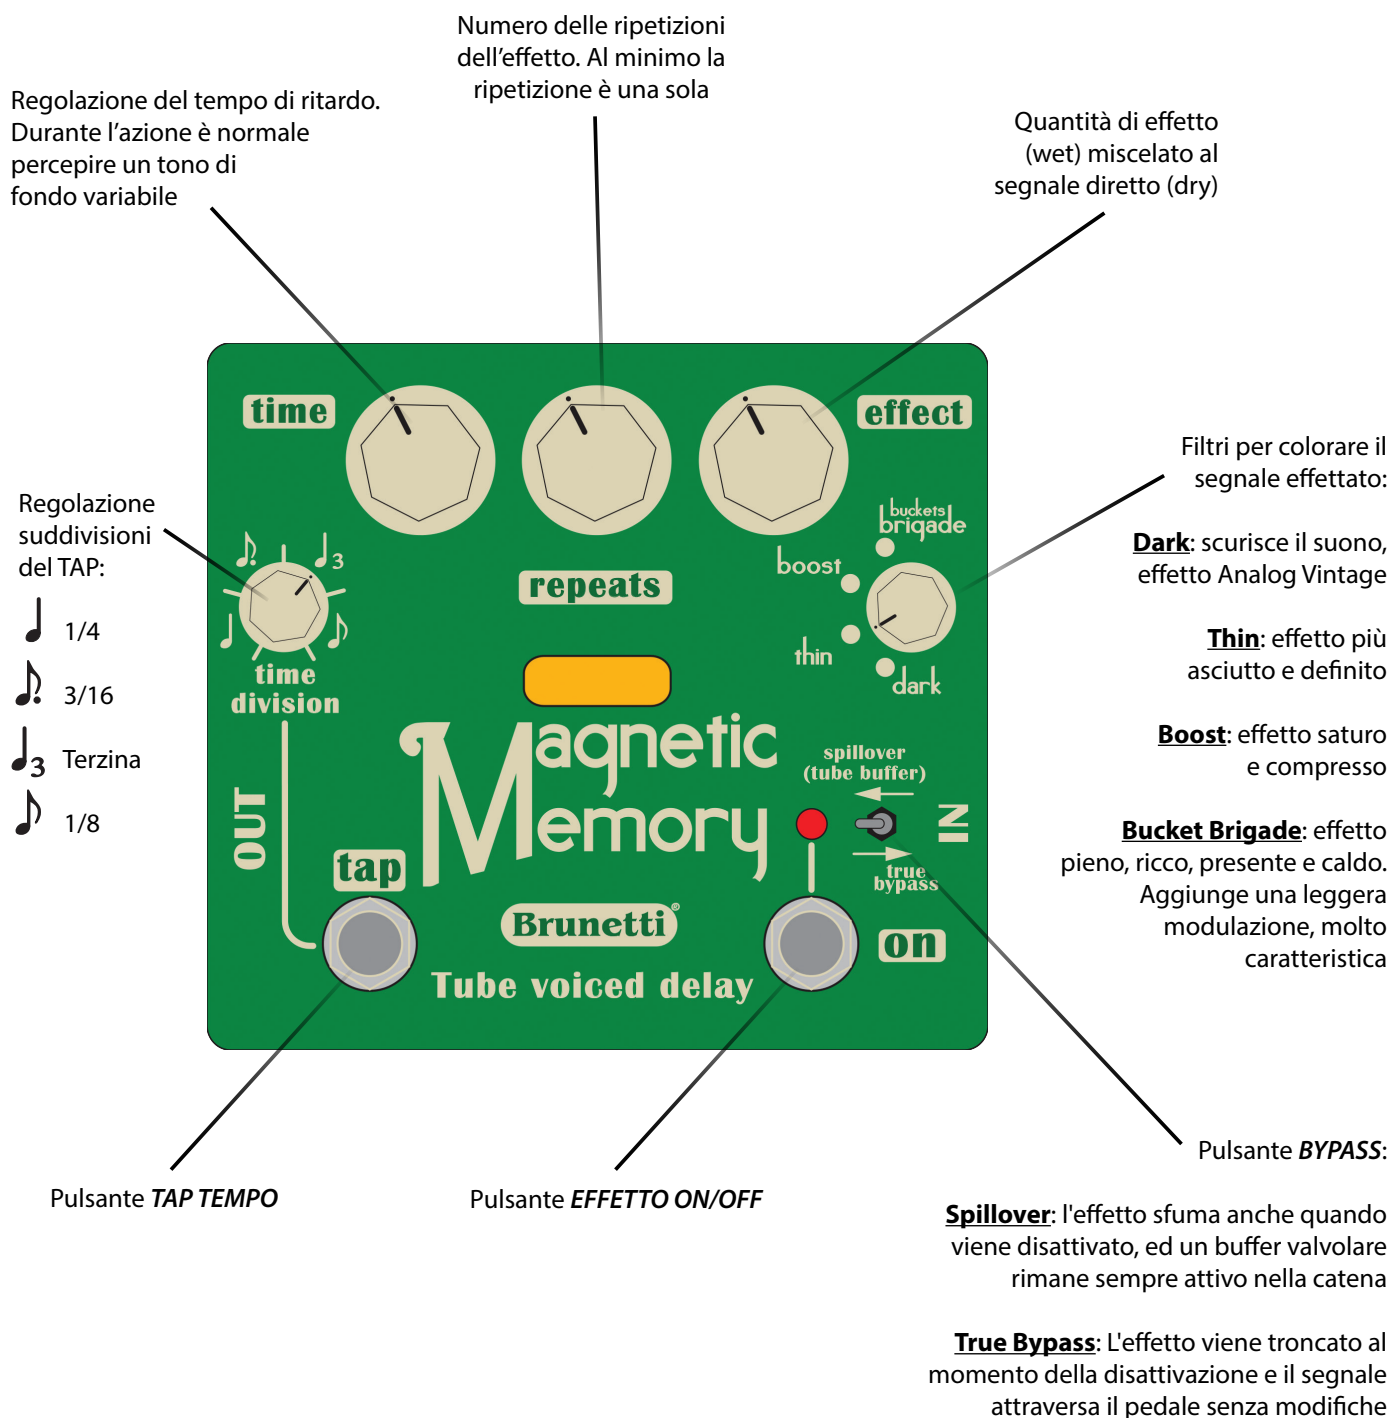 Numero delle ripetizioni
dell'effetto. Al minimo la
ripetizione è una sola
Regolazione del tempo di ritardo.
Durante l'azione è normale
percepire un tono di
fondo variabile
Quantità di effetto
(wet) miscelato al
segnale diretto (dry)
time
effect
repeats
Regolazione
suddivisioni
del TAP:
1/4
3/16
3 Terzina
1/8
3
time
division
buckets
brigade
boost
thin
dark
Filtri per colorare il
segnale effettato:
Dark: scurisce il suono,
effetto Analog Vintage
Thin: effetto più
asciutto e definito
Boost: effetto saturo
e compresso
Bucket Brigade: effetto
pieno, ricco, presente e caldo.
Aggiunge una leggera
modulazione, molto
caratteristica
Magnetic
Memory
spillover
(tube buffer)
true
bypass
OUT
IN
tap
Brunetti®
on
Tube voiced delay
Pulsante TAP TEMPO
Pulsante EFFETTO ON/OFF
Pulsante BYPASS:
Spillover: l'effetto sfuma anche quando
viene disattivato, ed un buffer valvolare
rimane sempre attivo nella catena
True Bypass: L'effetto viene troncato al
momento della disattivazione e il segnale
attraversa il pedale senza modifiche